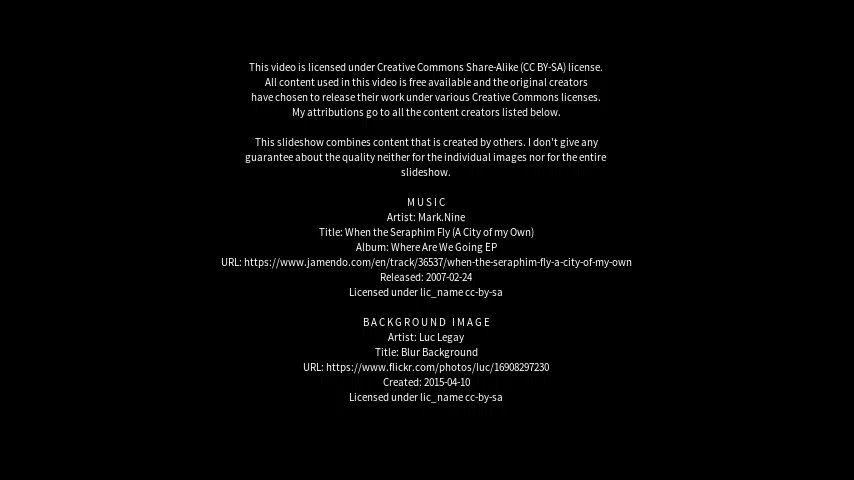 This video is licensed under Creative Commons Share-Alike (CC BY-SA) license.
All content used in this video is free available and the original creators
have chosen to release their work under various Creative Commons licenses.
My attributions go to all the content creators listed below.
This slideshow combines content that is created by others. I don't give any
guarantee about the quality neither for the individual images nor for the entire
slideshow.
MUSIC
Artist: Mark.Nine
Title: When the Seraphim Fly (A City of my Own)
Album: Where Are We Going EP
URL: https://www.jamendo.com/en/track/36537/when-the-seraphim-fly-a-city-of-my-own
Released: 2007-02-24
Licensed under lic_name cc-by-sa
BACKGROUND IMAGE
Artist: Luc Legay
Title: Blur Background
URL: https://www.flickr.com/photos/luc/16908297230
Created: 2015-04-10
Licensed under lic_name cc-by-sa